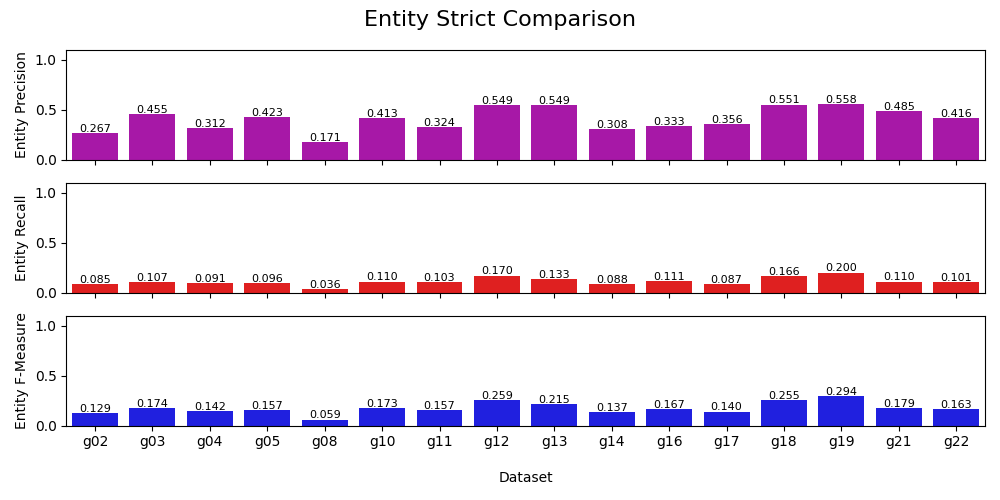 Entity Strict Comparison
Entity Precision
1.0
0.5
0.0
0.267 0.455 0.312 0.423 0.171 0.413 0.324 0.549 0.549 0.308 0.333 0.356 0.551 0.558 0.485 0.416
Entity Recall
1.0
0.5
0.0
0.085 0.107 0.091 0.096 0.036 0.110 0.103 0.170 0.133 0.088 0.111 0.087 0.166 0.200 0.110 0.101
Entity F-Measure
1.0
0.5
0.0
0.129 0.174 0.142 0.157 0.059 0.173 0.157 0.259 0.215 0.137 0.167 0.140 0.255 0.294 0.179 0.163
g02 g03 g04 g05 g08 g10 g11 g12 g13 g14 g16 g17 g18 g19 g21 g22
Dataset